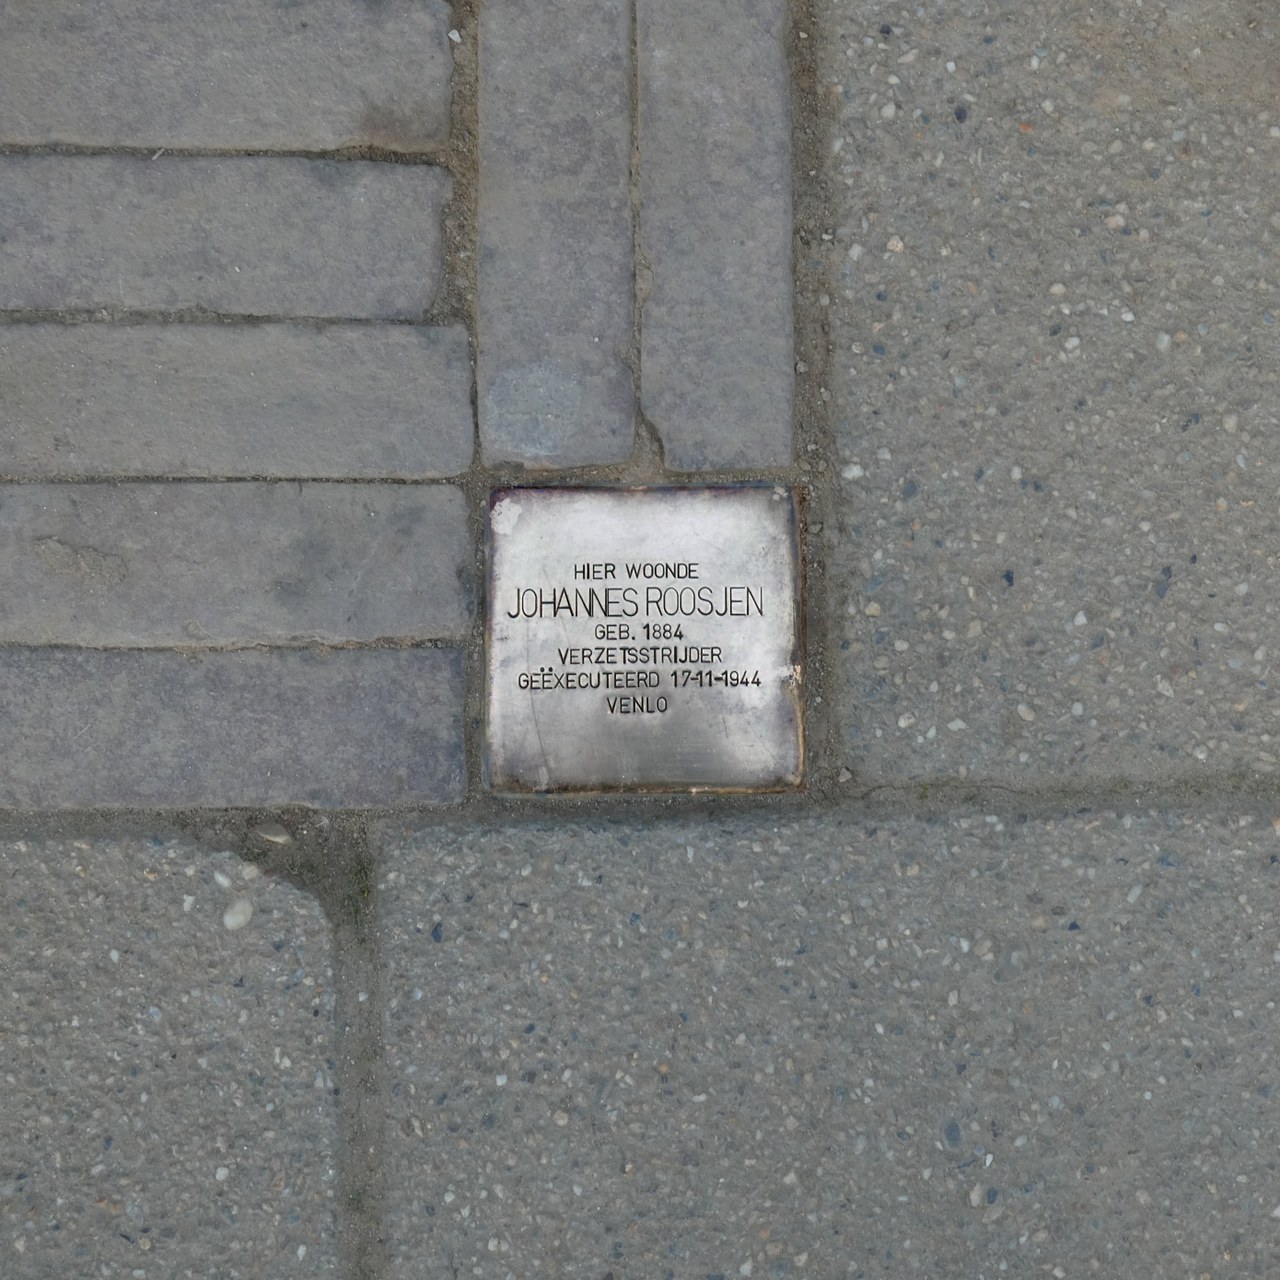 HIER WOONDE
JOHANNES ROOSJEN
GEB. 1884
VERZETSSTRIJDER
GEËXECUTEERD 17-11-1944
VENLO